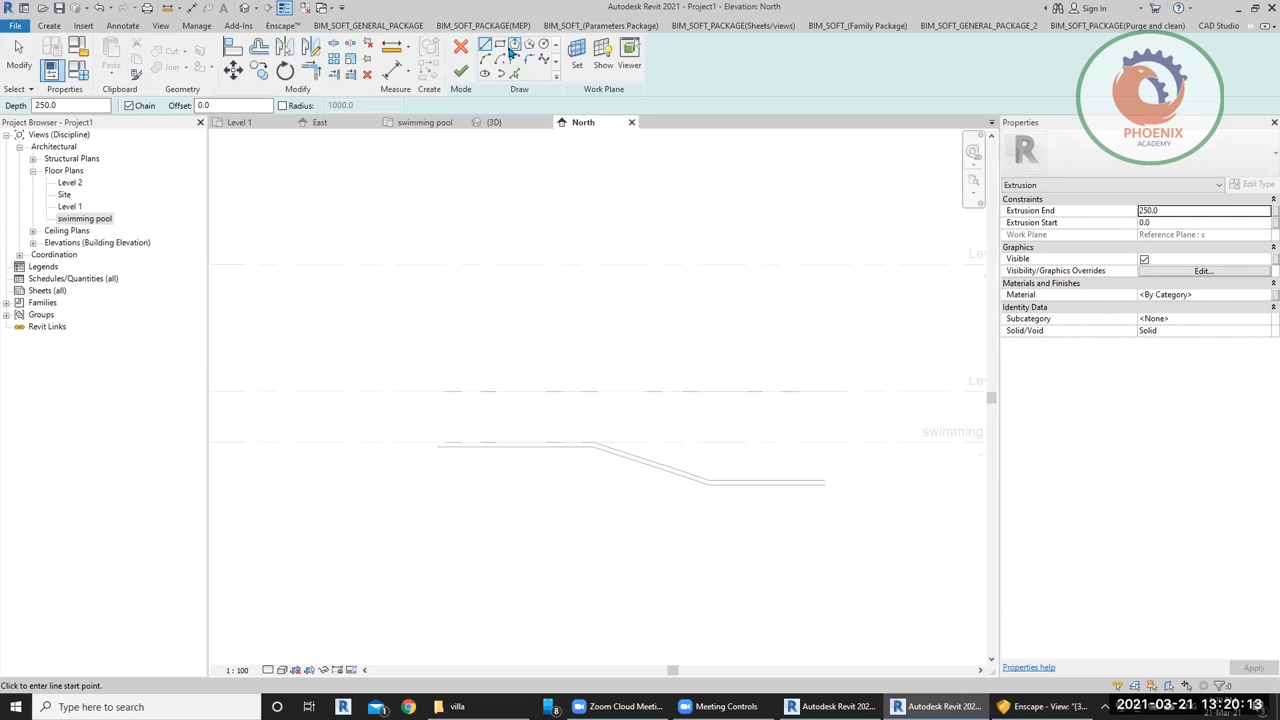 Autodesk Revit 2021 - Project1 - Elevation: North
Sign In
File Create Insert Annotate View Manage Add-Ins Enscape™ BIM_SOFT_GENERAL_PACKAGE BIM_SOFT_PACKAGE(MEP) BIM_SOFT_(Parameters Package) BIM_SOFT_PACKAGE(Sheets/views) BIM_SOFT_(Family Package) BIM_SOFT_GENERAL_PACKAGE_2 BIM_SOFT_PACKAGE(Purge and clean) CAD Studio
Cut
Modify Paste Join Set Show Viewer
Select Properties Clipboard Geometry Modify Measure Create Mode Draw Work Plane
Depth 250.0 Chain Offset: 0.0 Radius: 1000.0
PHOENIX
ACADEMY
Project Browser - Project1
Level 1 East swimming pool {3D} North
Properties
Views (Discipline)
Architectural
Structural Plans
Floor Plans
Level 2
Site
Level 1
swimming pool
Ceiling Plans
Elevations (Building Elevation)
Coordination
Legends
Schedules/Quantities (all)
Sheets (all)
Families
Groups
Revit Links
Le
Le
swimming
Extrusion Edit Type
Constraints
Extrusion End 250.0
Extrusion Start 0.0
Work Plane Reference Plane : s
Graphics
Visible
Visibility/Graphics Overrides Edit...
Materials and Finishes
Material <By Category>
Identity Data
Subcategory <None>
Solid/Void Solid
1 : 100
Properties help Apply
Click to enter line start point.
:0
Type here to search
villa
Zoom Cloud Meeti...
Meeting Controls
Autodesk Revit 202...
Autodesk Revit 202...
Enscape - View: "{3...
2021-03-21 13:20:13